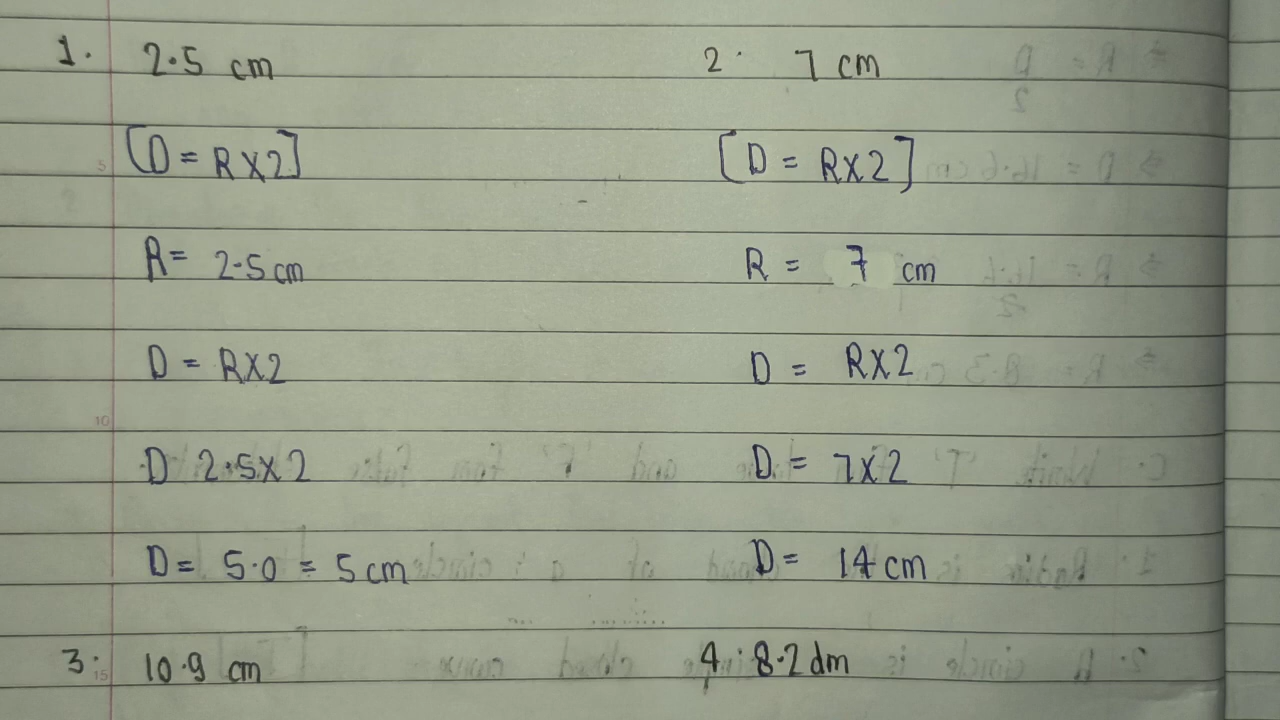 1. 2.5 cm
[D = R×2]
R = 2.5 cm
D = R×2
D 2.5×2
D = 5.0 = 5 cm
2. 7 cm
[D = R×2]
R = 7 cm
D = R×2
D = 7×2
D = 14 cm
3. 10.9 cm
4. 8.2 dm